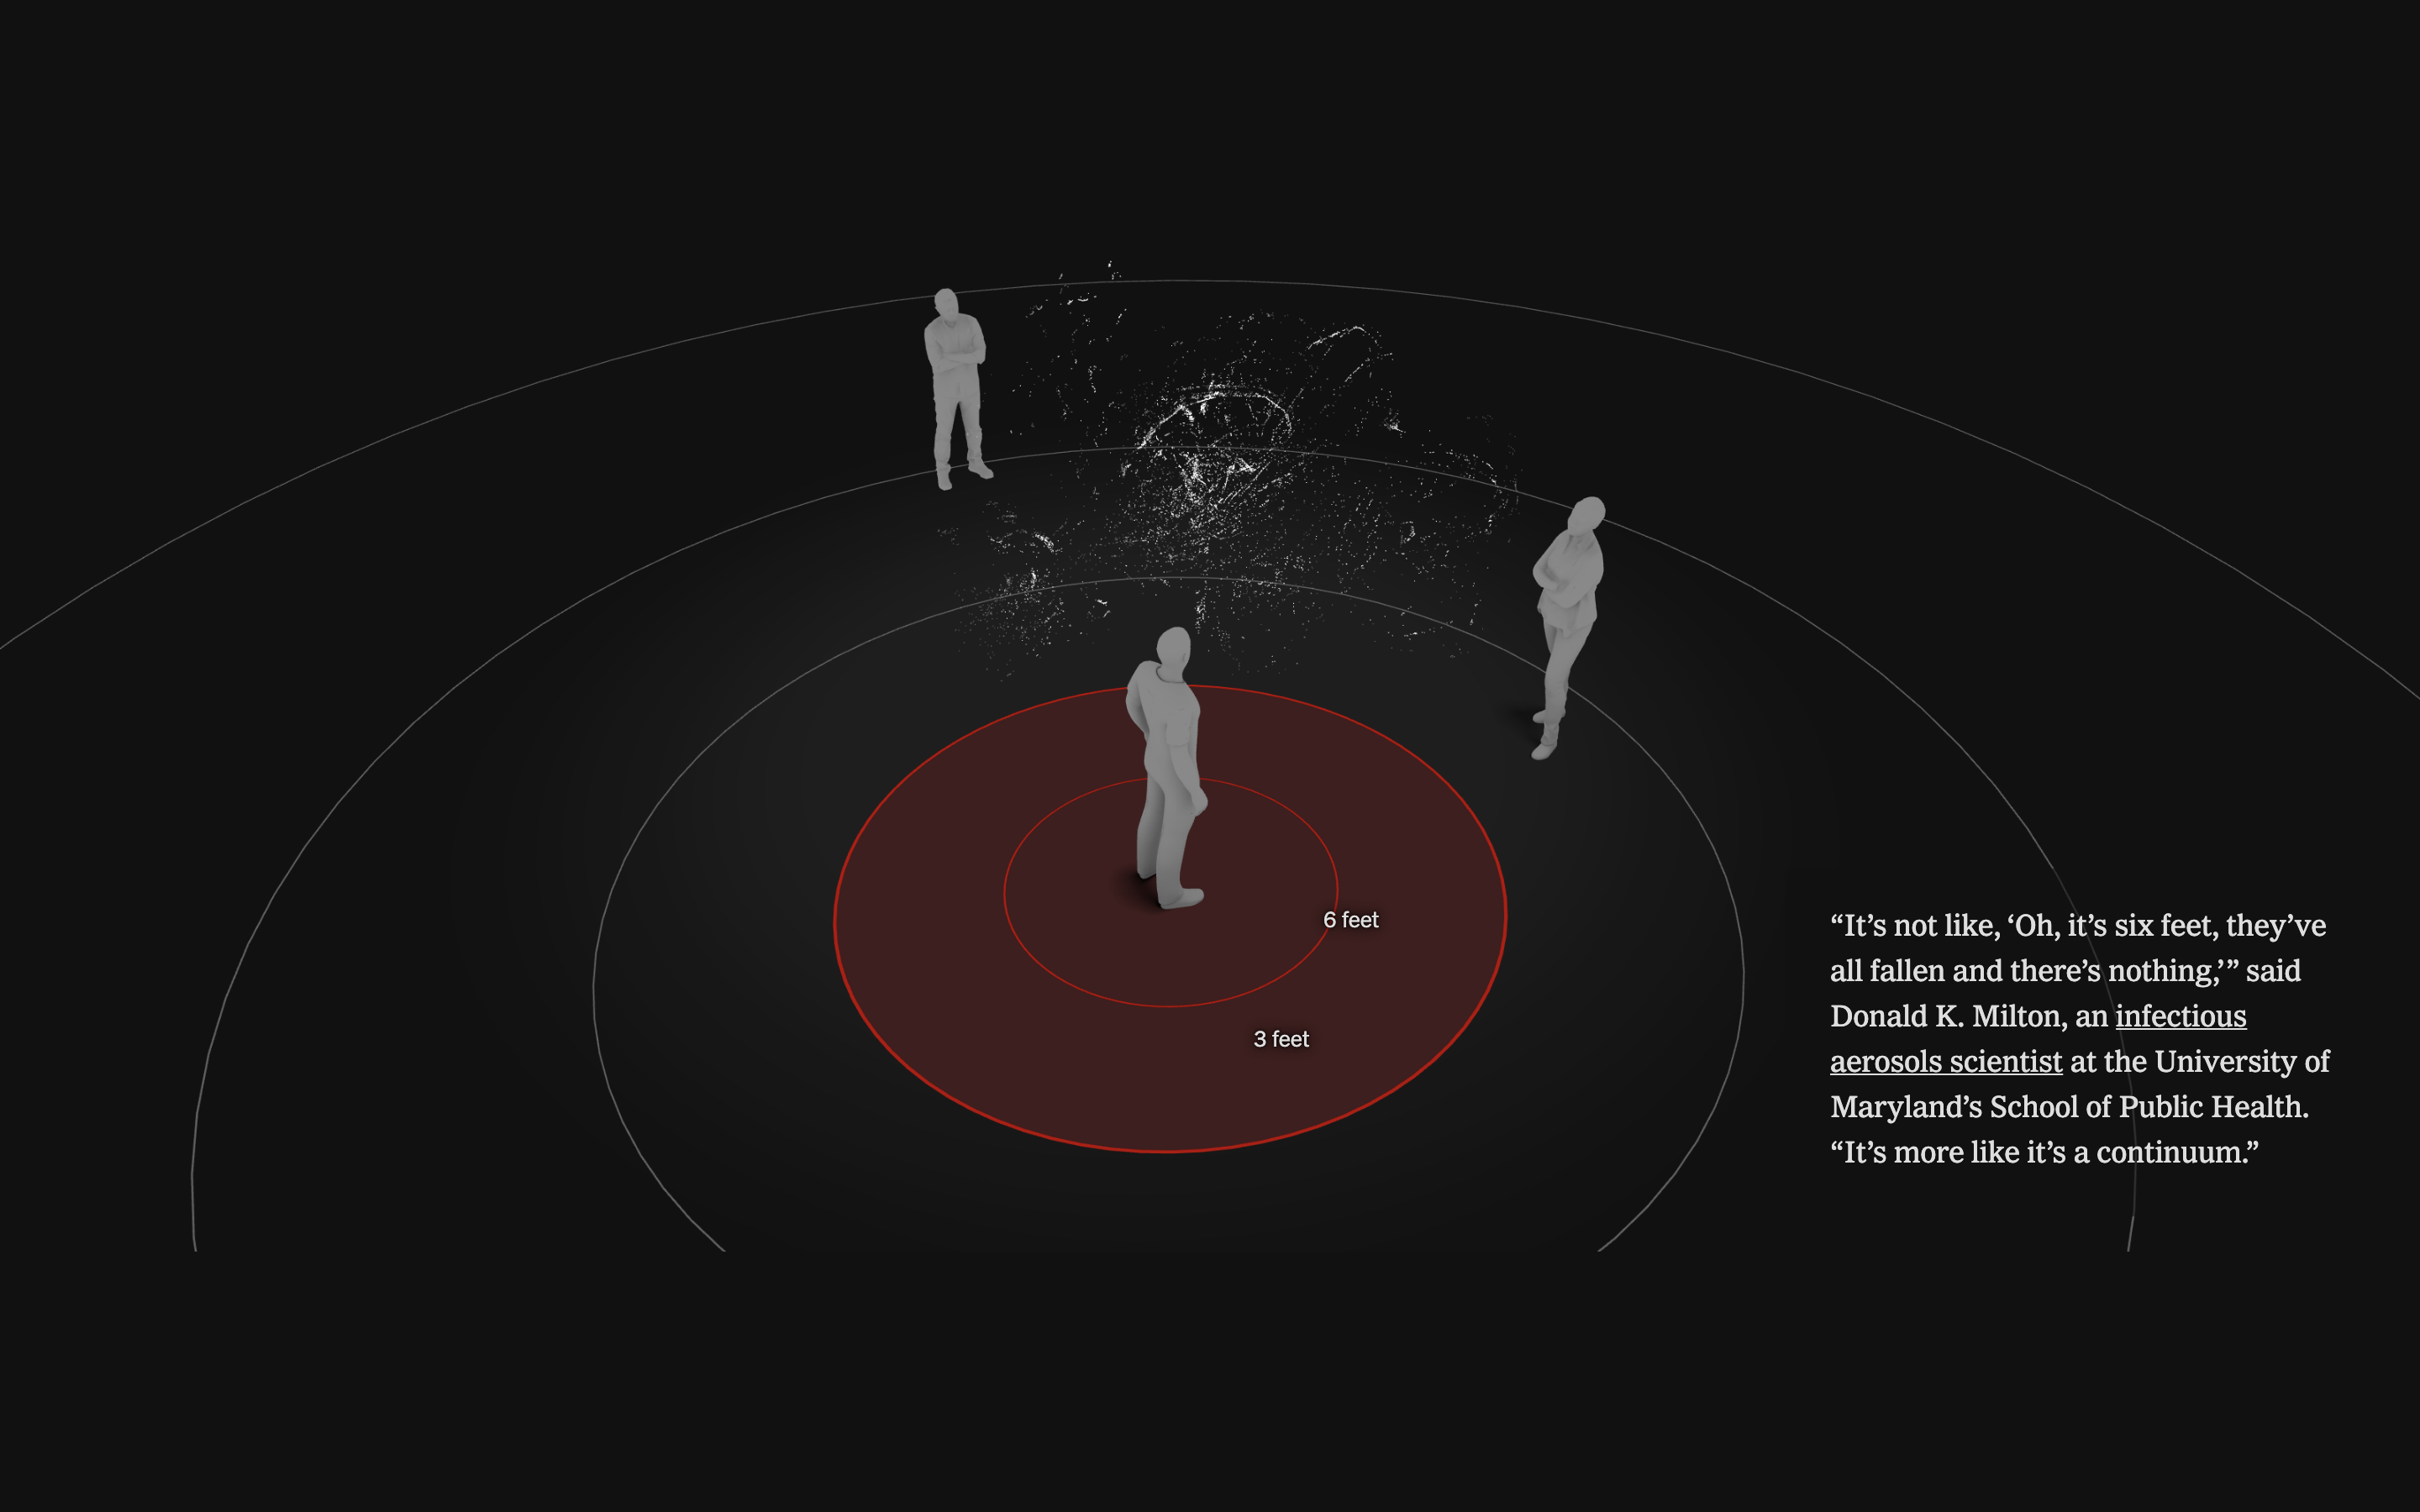 6 feet
3 feet
“It’s not like, ‘Oh, it’s six feet, they’ve
all fallen and there’s nothing,’” said
Donald K. Milton, an infectious
aerosols scientist at the University of
Maryland’s School of Public Health.
“It’s more like it’s a continuum.”